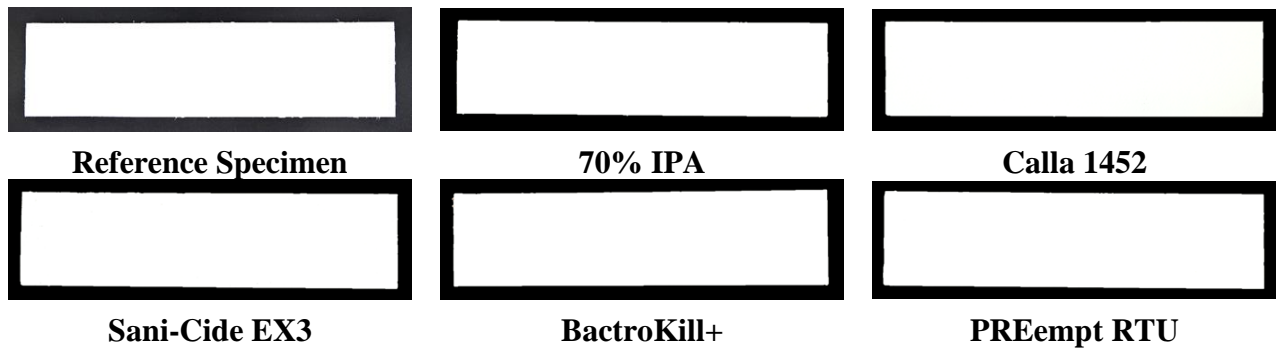 Reference Specimen
70% IPA
Calla 1452
Sani-Cide EX3
BactroKill+
PREempt RTU